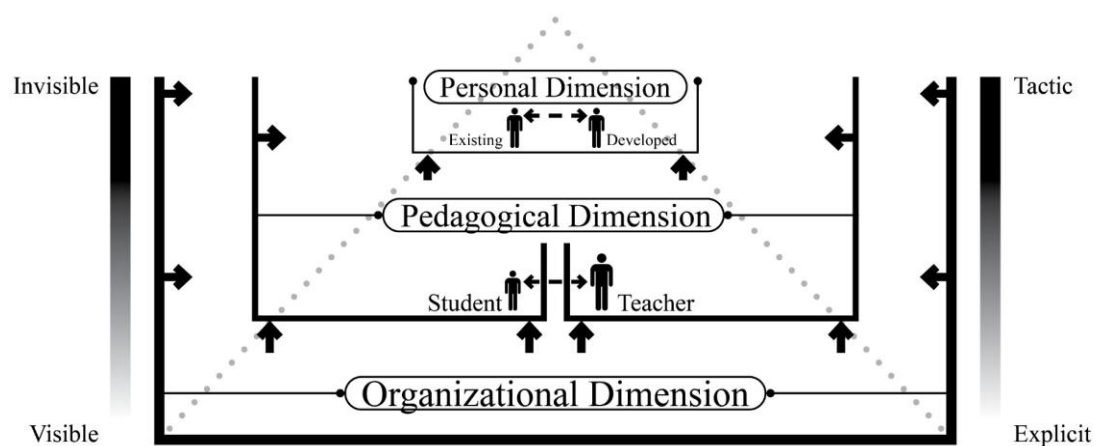 Invisible
Tactic
Personal Dimension
Existing
Developed
Pedagogical Dimension
Student
Teacher
Organizational Dimension
Visible
Explicit